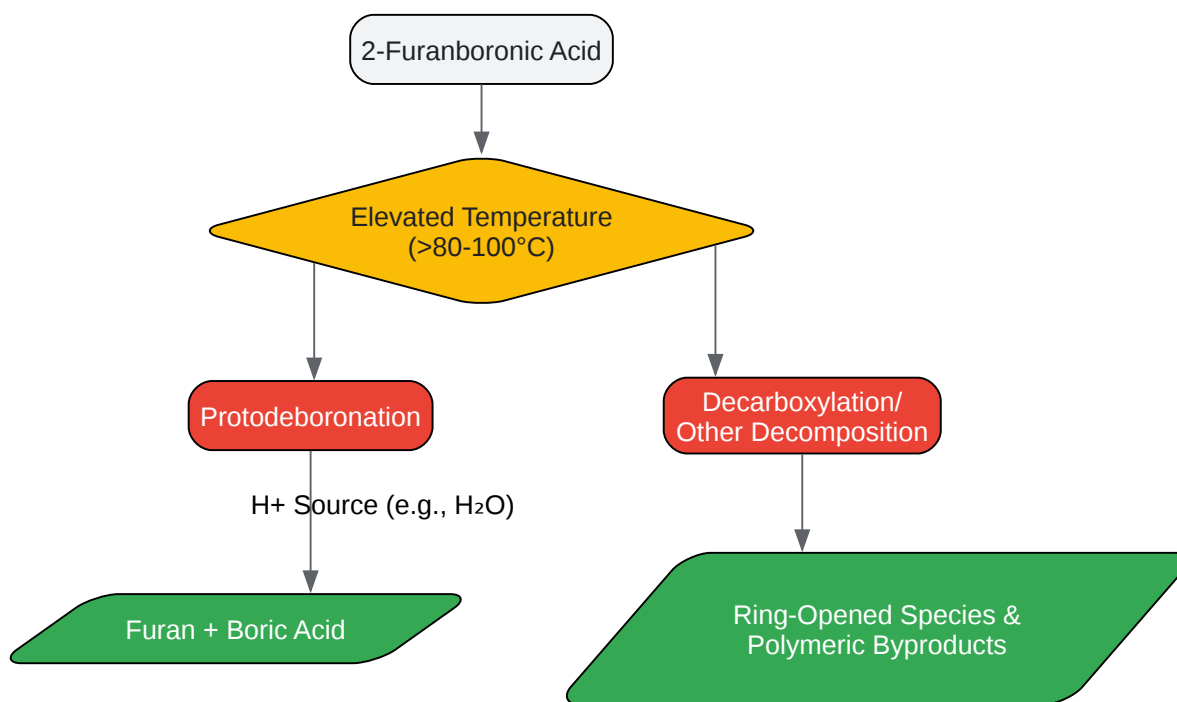 2-Furanboronic Acid
Elevated Temperature
(>80-100°C)
Protodeboronation
Decarboxylation/
Other Decomposition
H+ Source (e.g., H₂O)
Furan + Boric Acid
Ring-Opened Species &
Polymeric Byproducts